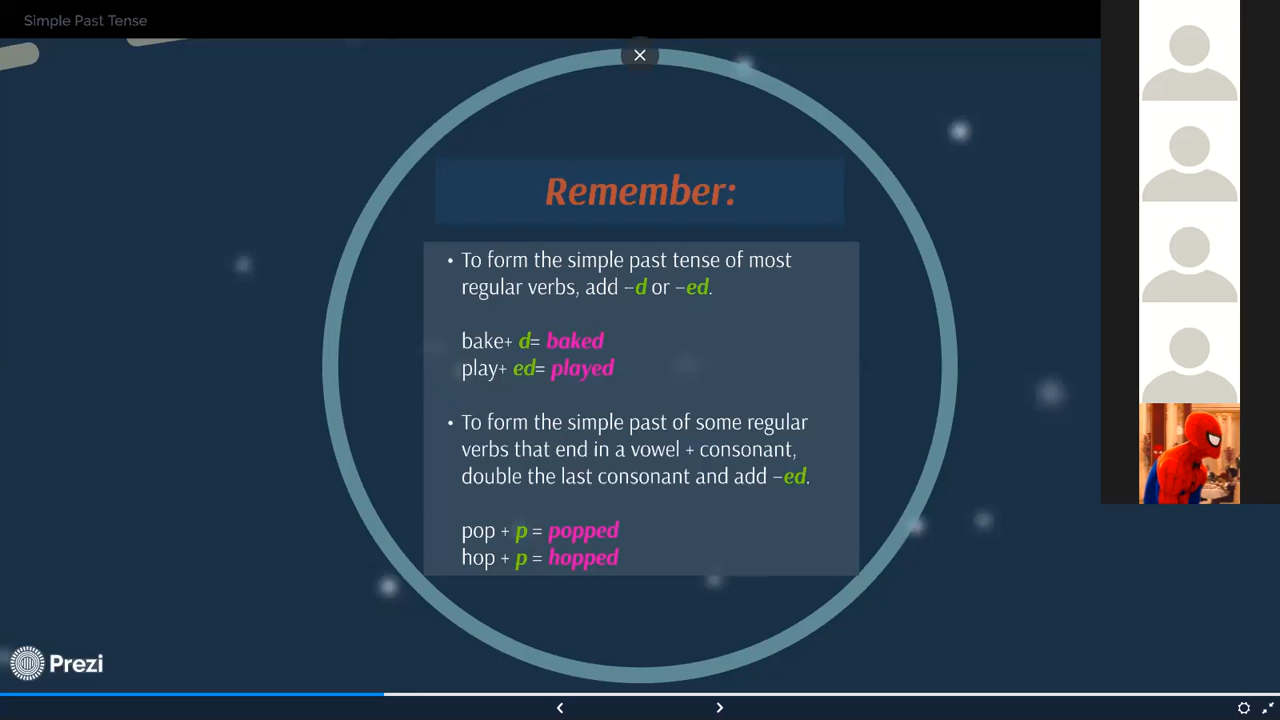 Simple Past Tense
Remember:
• To form the simple past tense of most
regular verbs, add –d or –ed.
bake+ d= baked
play+ ed= played
• To form the simple past of some regular
verbs that end in a vowel + consonant,
double the last consonant and add –ed.
pop + p = popped
hop + p = hopped
Prezi